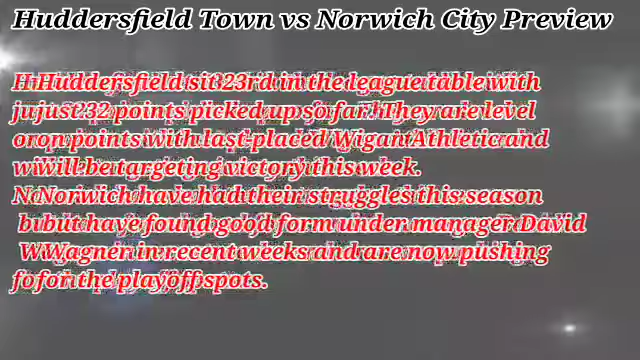 Huddersfield Town vs Norwich City Preview
Huddersfield sit 23rd in the league table with
just 32 points picked up so far! They are level
on points with last-placed Wigan Athletic and
will be targeting victory this week.
Norwich have had their struggles this season
but have found good form under manager David
Wagner in recent weeks and are now pushing
for the playoff spots.